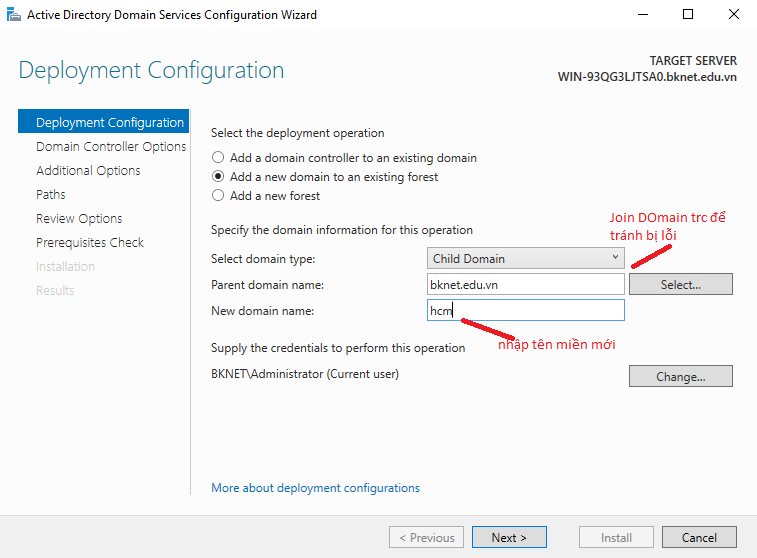 Active Directory Domain Services Configuration Wizard
Deployment Configuration
TARGET SERVER
WIN-93QG3LJTSA0.bknet.edu.vn
Deployment Configuration
Domain Controller Options
Additional Options
Paths
Review Options
Prerequisites Check
Installation
Results
Select the deployment operation
Add a domain controller to an existing domain
Add a new domain to an existing forest
Add a new forest
Specify the domain information for this operation
Join DOmain trc để
tránh bị lỗi
Select domain type:
Child Domain
Parent domain name:
bknet.edu.vn
Select...
New domain name:
hcm
nhập tên miền mới
Supply the credentials to perform this operation
BKNET\Administrator (Current user)
Change...
More about deployment configurations
< Previous
Next >
Install
Cancel